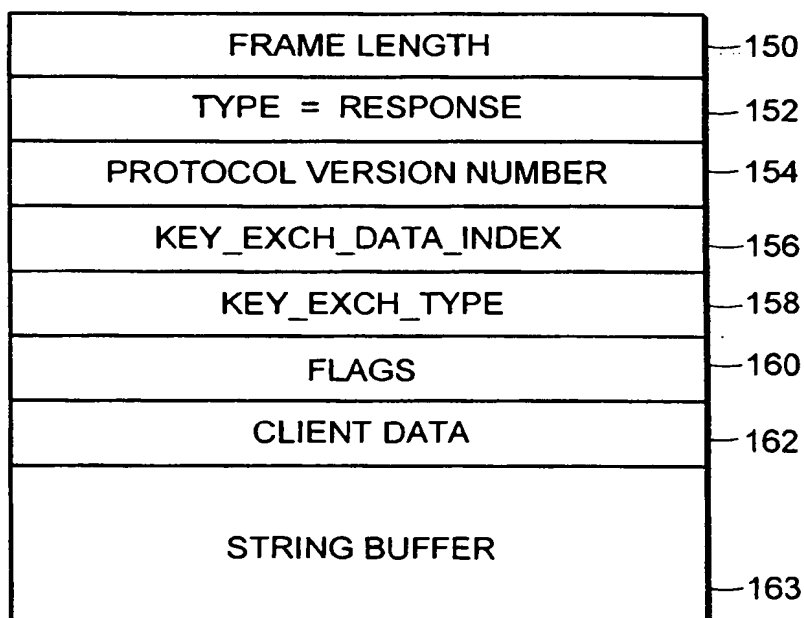 FRAME LENGTH 150
TYPE = RESPONSE 152
PROTOCOL VERSION NUMBER 154
KEY_EXCH_DATA_INDEX 156
KEY_EXCH_TYPE 158
FLAGS 160
CLIENT DATA 162
STRING BUFFER 163